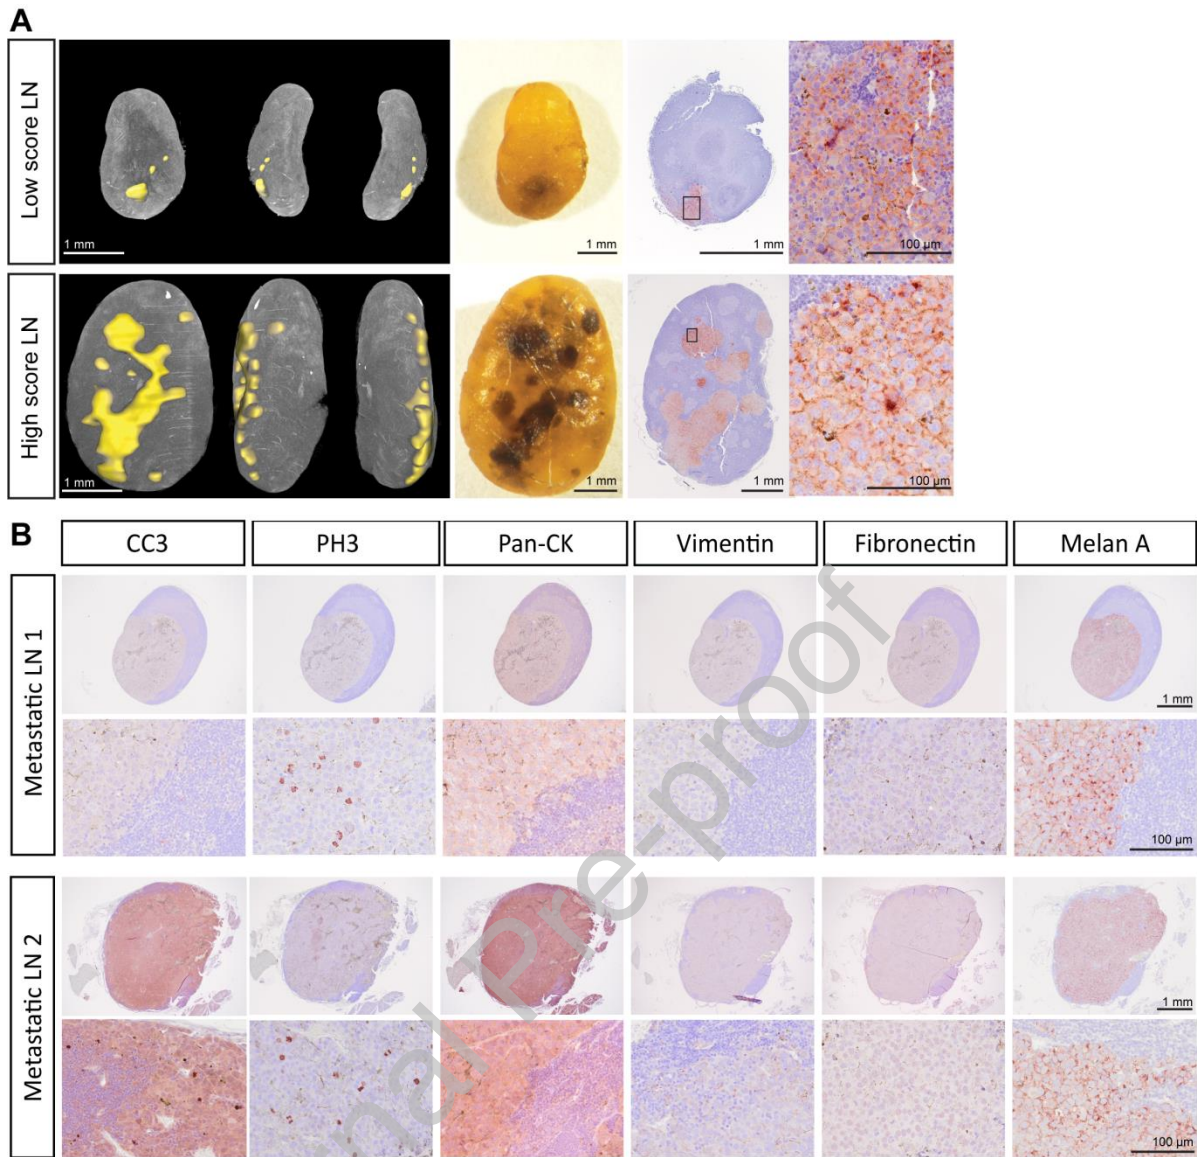 A
Low score LN
1 mm
1 mm
1 mm
100 µm
High score LN
1 mm
1 mm
1 mm
100 µm
B
CC3 PH3 Pan-CK Vimentin Fibronectin Melan A
Metastatic LN 1
1 mm
100 µm
Metastatic LN 2
1 mm
100 µm
nal Pre-proof